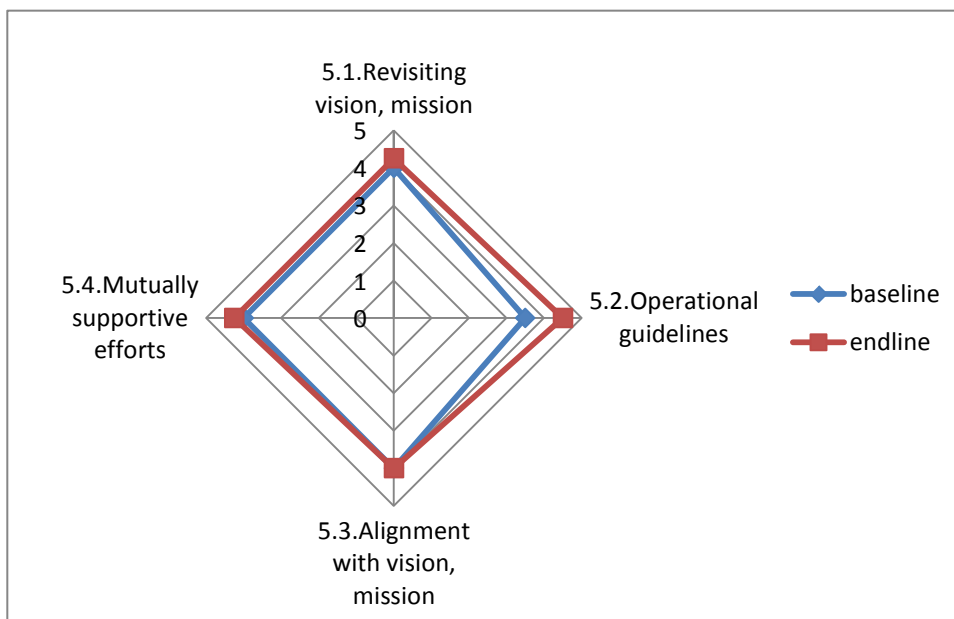 5.1.Revisiting
vision, mission
5
4
3
2
1
0
5.2.Operational
guidelines
5.3.Alignment
with vision,
mission
5.4.Mutually
supportive
efforts
baseline
endline